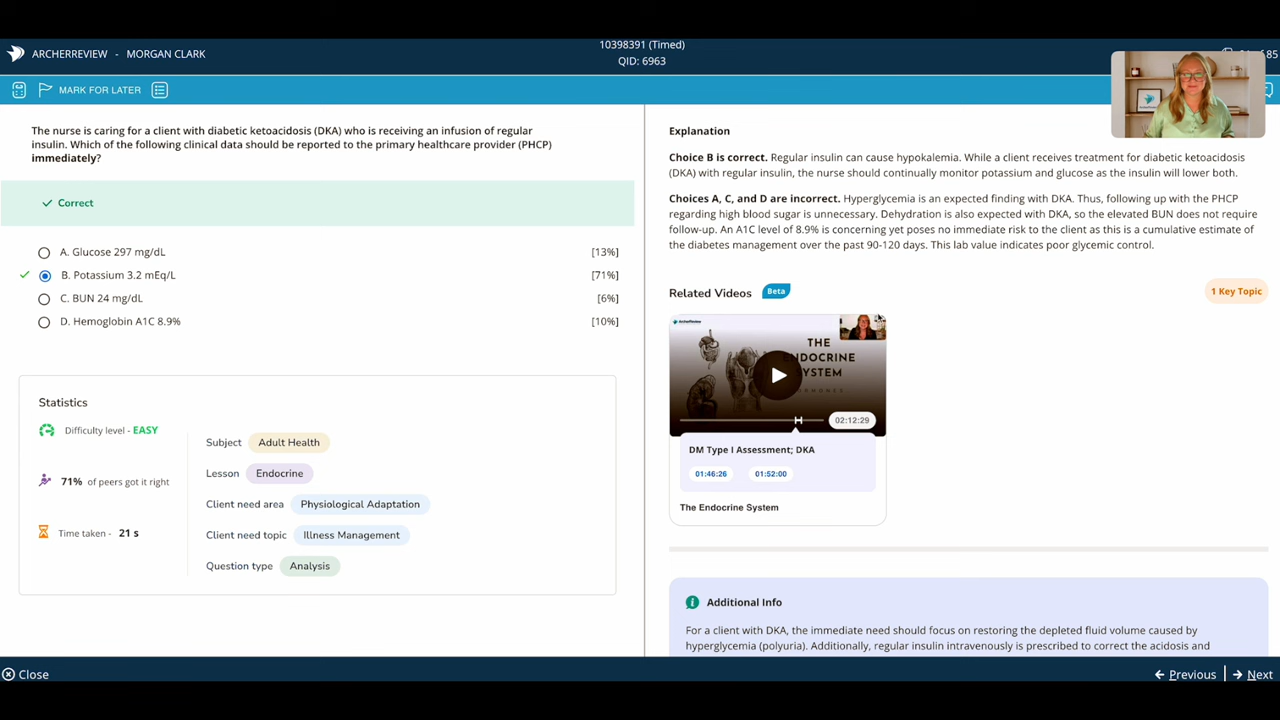 ARCHERREVIEW - MORGAN CLARK
10398391 (Timed)
QID: 6963
MARK FOR LATER
The nurse is caring for a client with diabetic ketoacidosis (DKA) who is receiving an infusion of regular
insulin. Which of the following clinical data should be reported to the primary healthcare provider (PHCP)
immediately?
Correct
A. Glucose 297 mg/dL [13%]
B. Potassium 3.2 mEq/L [71%]
C. BUN 24 mg/dL [6%]
D. Hemoglobin A1C 8.9% [10%]
Statistics
Difficulty level - EASY
71% of peers got it right
Time taken - 21 s
Subject Adult Health
Lesson Endocrine
Client need area Physiological Adaptation
Client need topic Illness Management
Question type Analysis
Explanation
Choice B is correct. Regular insulin can cause hypokalemia. While a client receives treatment for diabetic ketoacidosis
(DKA) with regular insulin, the nurse should continually monitor potassium and glucose as the insulin will lower both.
Choices A, C, and D are incorrect. Hyperglycemia is an expected finding with DKA. Thus, following up with the PHCP
regarding high blood sugar is unnecessary. Dehydration is also expected with DKA, so the elevated BUN does not require
follow-up. An A1C level of 8.9% is concerning yet poses no immediate risk to the client as this is a cumulative estimate of
the diabetes management over the past 90-120 days. This lab value indicates poor glycemic control.
Related Videos Beta
1 Key Topic
ArcherReview
THE
ENDOCRINE
SYSTEM
02:12:29
DM Type I Assessment; DKA
01:46:26 01:52:00
The Endocrine System
Additional Info
For a client with DKA, the immediate need should focus on restoring the depleted fluid volume caused by
hyperglycemia (polyuria). Additionally, regular insulin intravenously is prescribed to correct the acidosis and
Close
Previous
Next